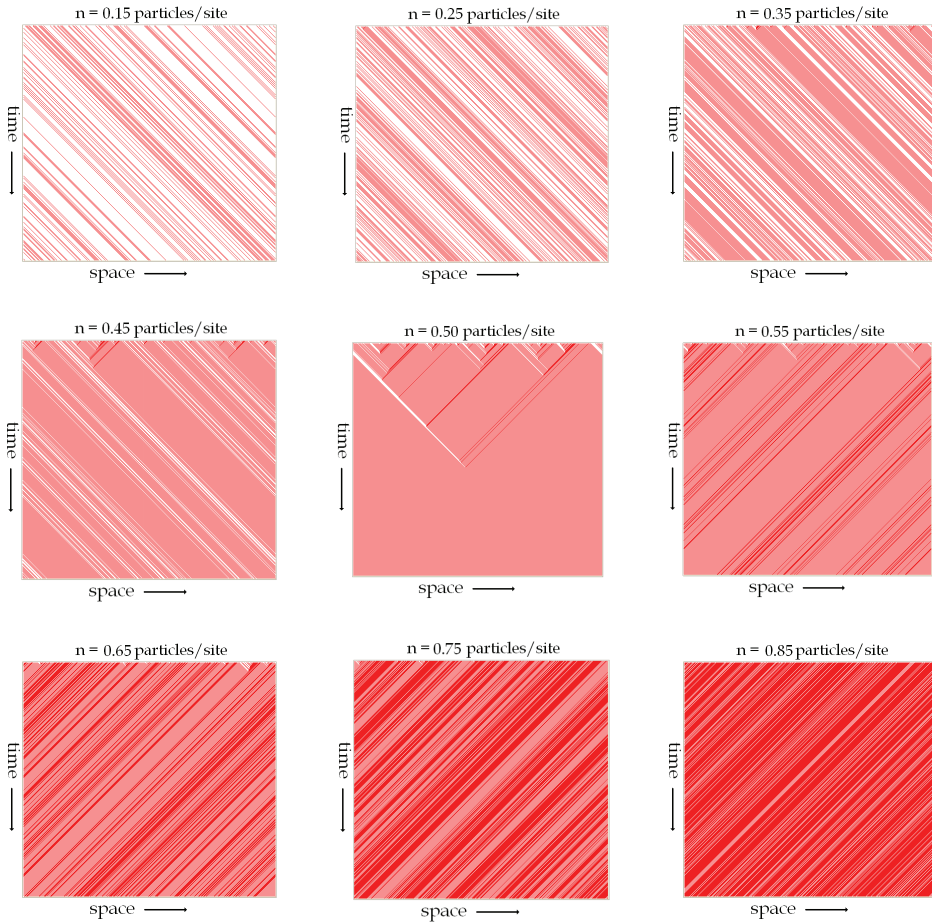 n = 0.15 particles/site
n = 0.25 particles/site
n = 0.35 particles/site
time
time
time
space
space
space
n = 0.45 particles/site
n = 0.50 particles/site
n = 0.55 particles/site
time
time
time
space
space
space
n = 0.65 particles/site
n = 0.75 particles/site
n = 0.85 particles/site
time
time
time
space
space
space